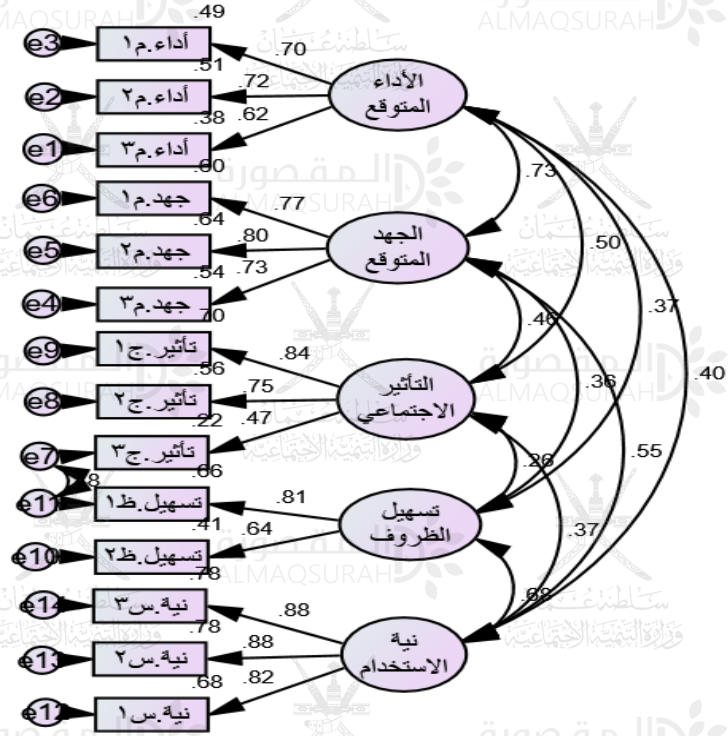 .49
e3
أداء.م١
.70
.51
e2
أداء.م٢
.72
.38
e1
أداء.م٣
.62
الأداء
المتوقع
.60
e6
جهد.م١
.77
.64
e5
جهد.م٢
.80
.54
e4
جهد.م٣
.73
الجهد
المتوقع
.70
e9
تأثير.ج١
.84
.56
e8
تأثير.ج٢
.75
.22
e7
تأثير.ج٣
.47
التأثير
الاجتماعي
.66
e11
تسهيل.ظ١
.81
.41
e10
تسهيل.ظ٢
.64
تسهيل
الظروف
.78
e14
نية.س٣
.88
.78
e13
نية.س٢
.88
.68
e12
نية.س١
.82
نية
الاستخدام
.73
.50
.37
.40
.46
.36
.55
.26
.37
.68
المقصورة
ALMAQSURAH
سلطنة عُمان
وزارة التنمية الاجتماعية